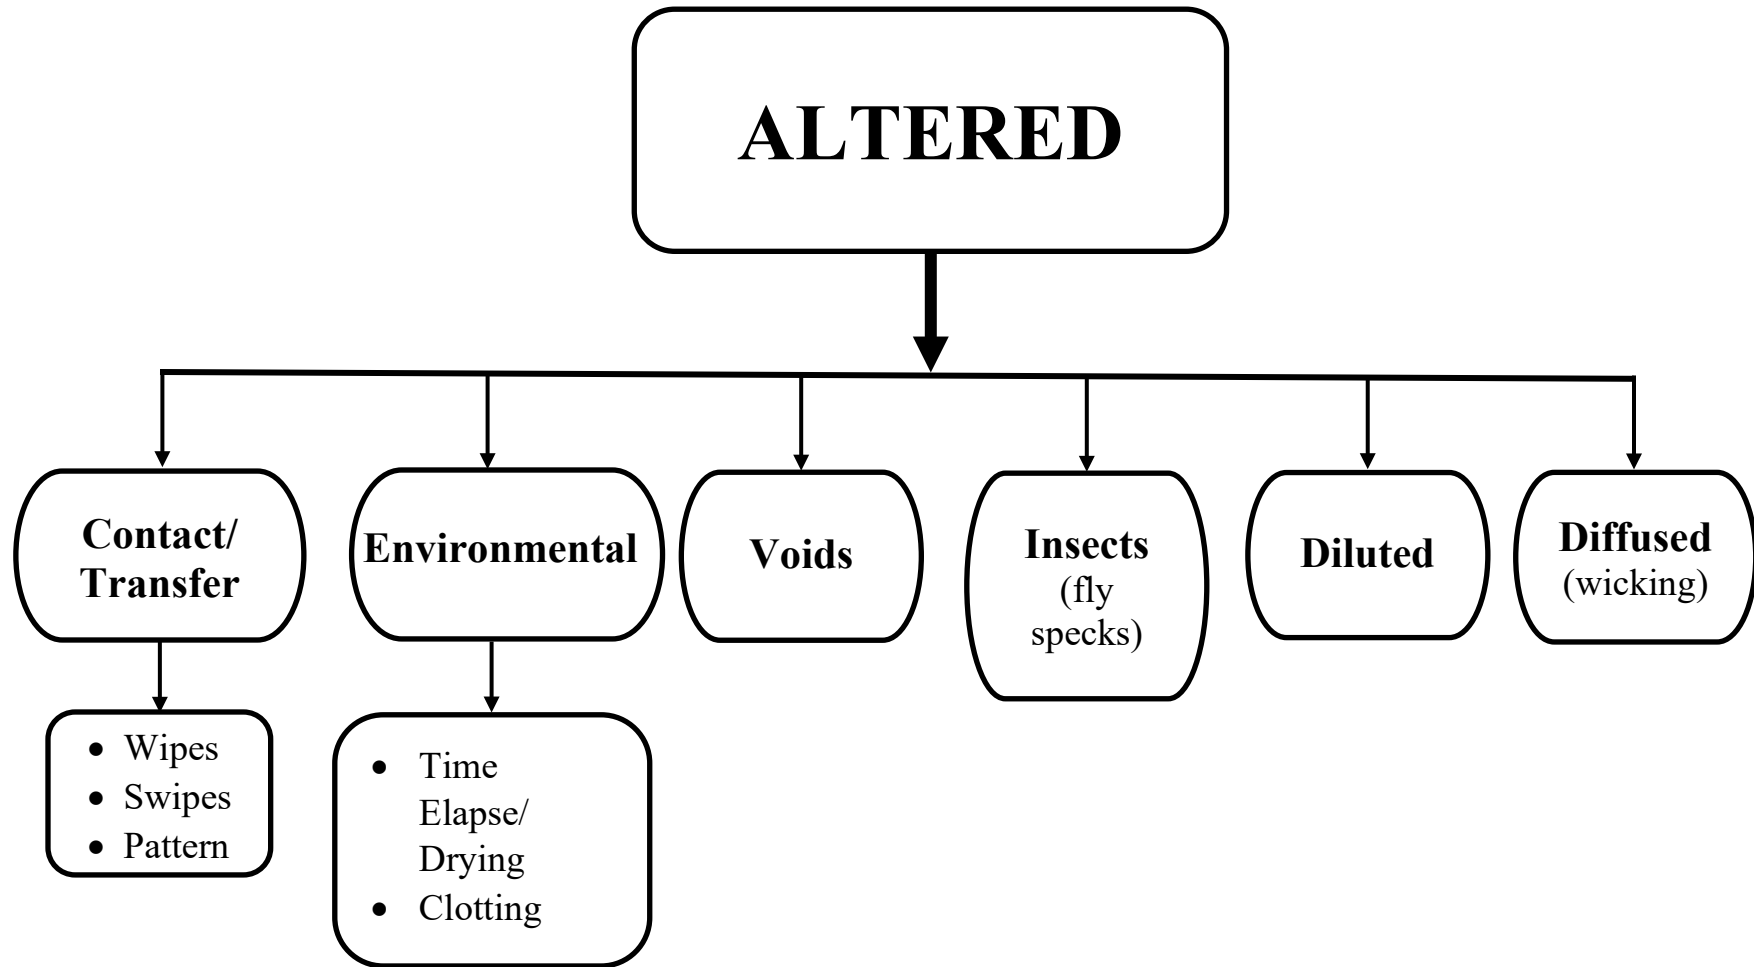 ALTERED
Contact/
Transfer
Environmental
Voids
Insects
(fly
specks)
Diluted
Diffused
(wicking)
• Wipes
• Swipes
• Pattern
• Time
Elapse/
Drying
• Clotting